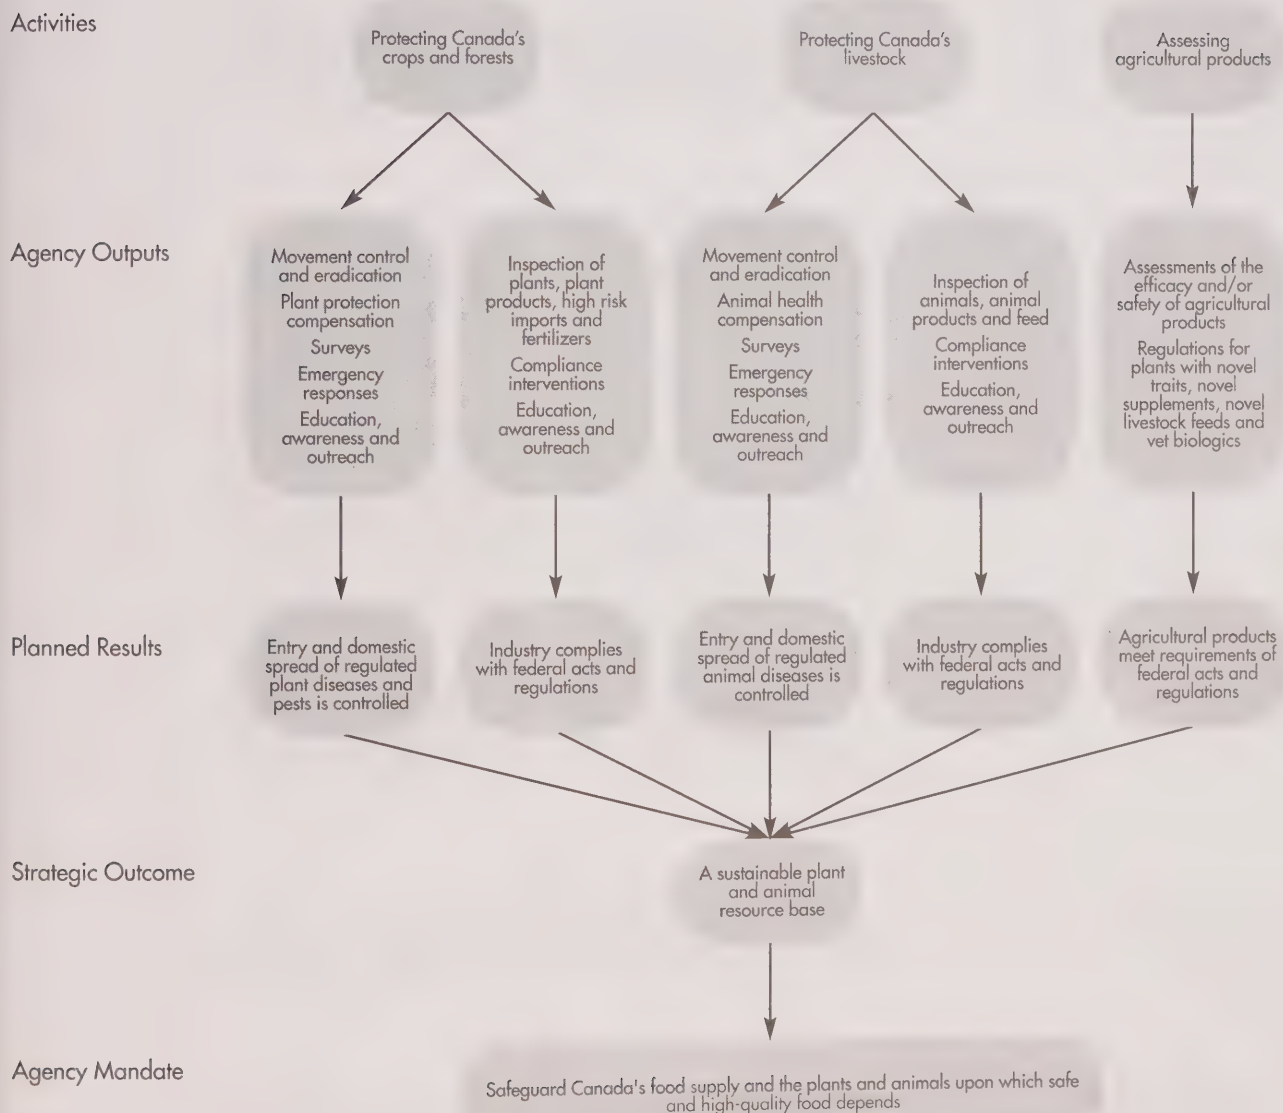 Activities
Protecting Canada's
crops and forests
Protecting Canada's
livestock
Assessing
agricultural products
Agency Outputs
Movement control
and eradication
Plant protection
compensation
Surveys
Emergency
responses
Education,
awareness and
outreach
Inspection of
plants, plant
products, high risk
imports and
fertilizers
Compliance
interventions
Education,
awareness and
outreach
Movement control
and eradication
Animal health
compensation
Surveys
Emergency
responses
Education,
awareness and
outreach
Inspection of
animals, animal
products and feed
Compliance
interventions
Education,
awareness and
outreach
Assessments of the
efficacy and/or
safety of agricultural
products
Regulations for
plants with novel
traits, novel
supplements, novel
livestock feeds and
vet biologics
Planned Results
Entry and domestic
spread of regulated
plant diseases and
pests is controlled
Industry complies
with federal acts and
regulations
Entry and domestic
spread of regulated
animal diseases is
controlled
Industry complies
with federal acts and
regulations
Agricultural products
meet requirements of
federal acts and
regulations
Strategic Outcome
A sustainable plant
and animal
resource base
Agency Mandate
Safeguard Canada's food supply and the plants and animals upon which safe
and high-quality food depends